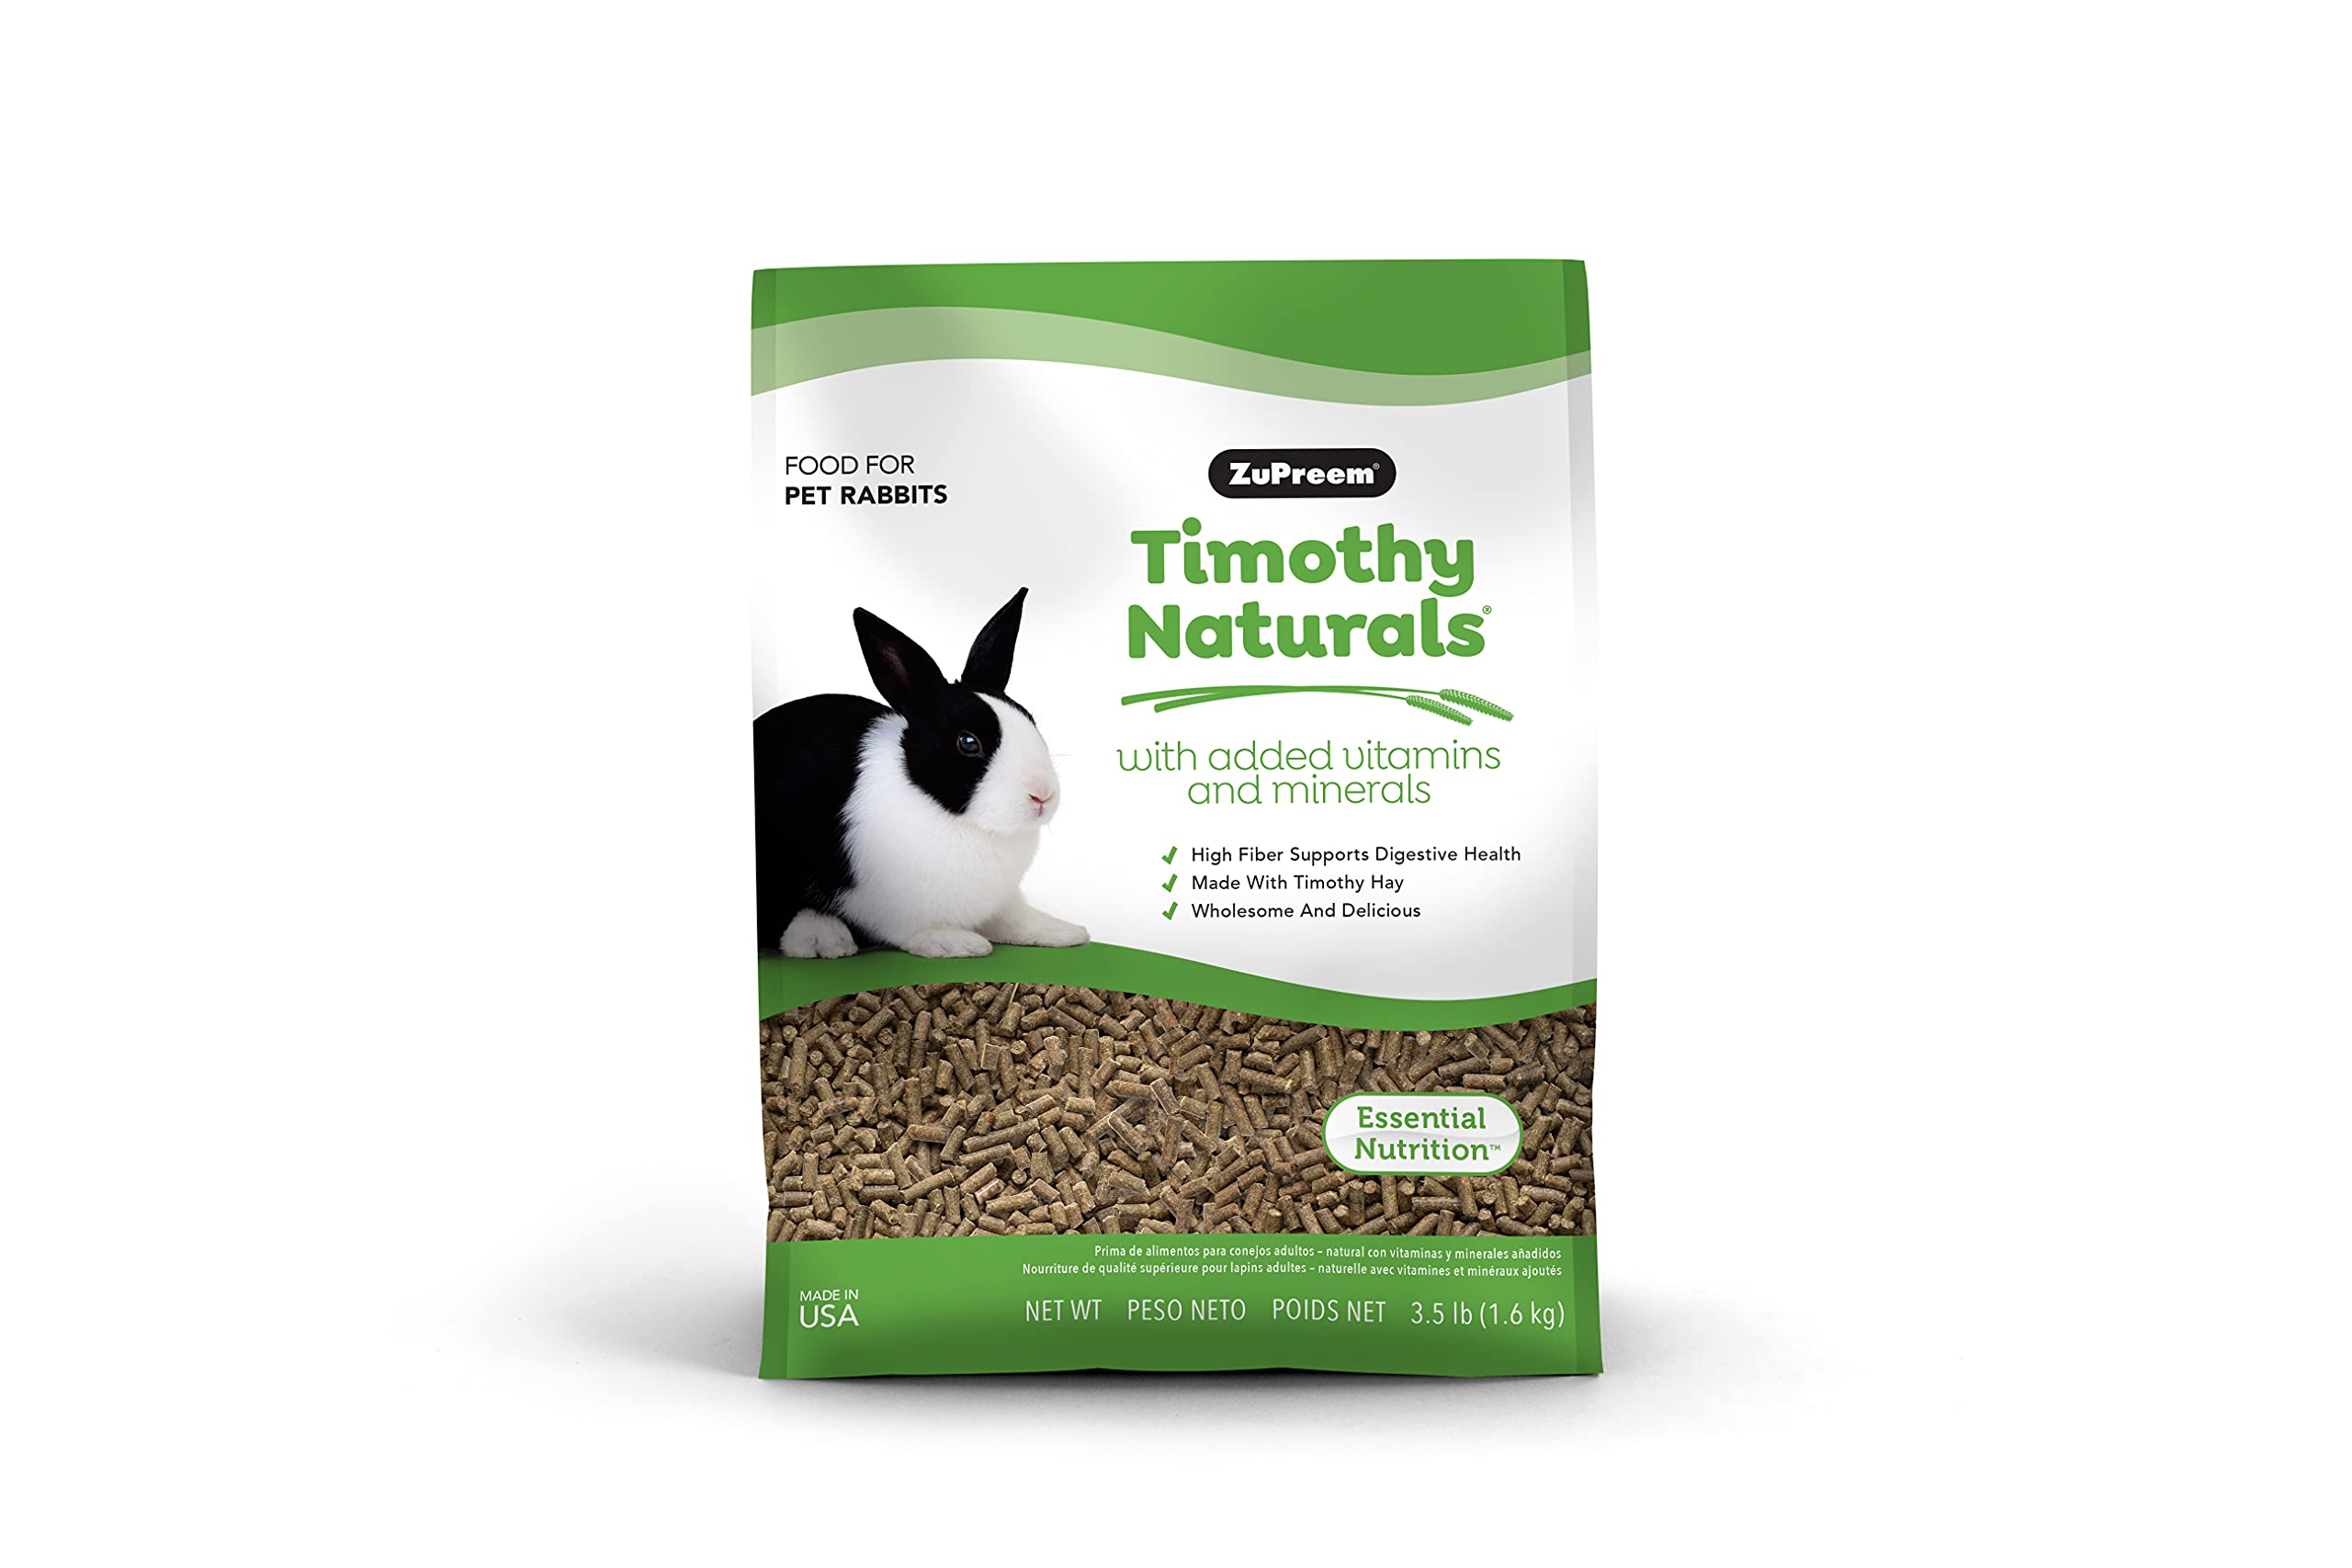 FOOD FOR
PET RABBITS
ZuPreem®
Timothy
Naturals®
with added vitamins
and minerals
✓ High Fiber Supports Digestive Health
✓ Made With Timothy Hay
✓ Wholesome And Delicious
Essential
Nutrition™
Prima de alimentos para conejos adultos – natural con vitaminas y minerales añadidos
Nourriture de qualité supérieure pour lapins adultes – naturelle avec vitamines et minéraux ajoutés
MADE IN
USA
NET WT PESO NETO POIDS NET 3.5 lb (1.6 kg)